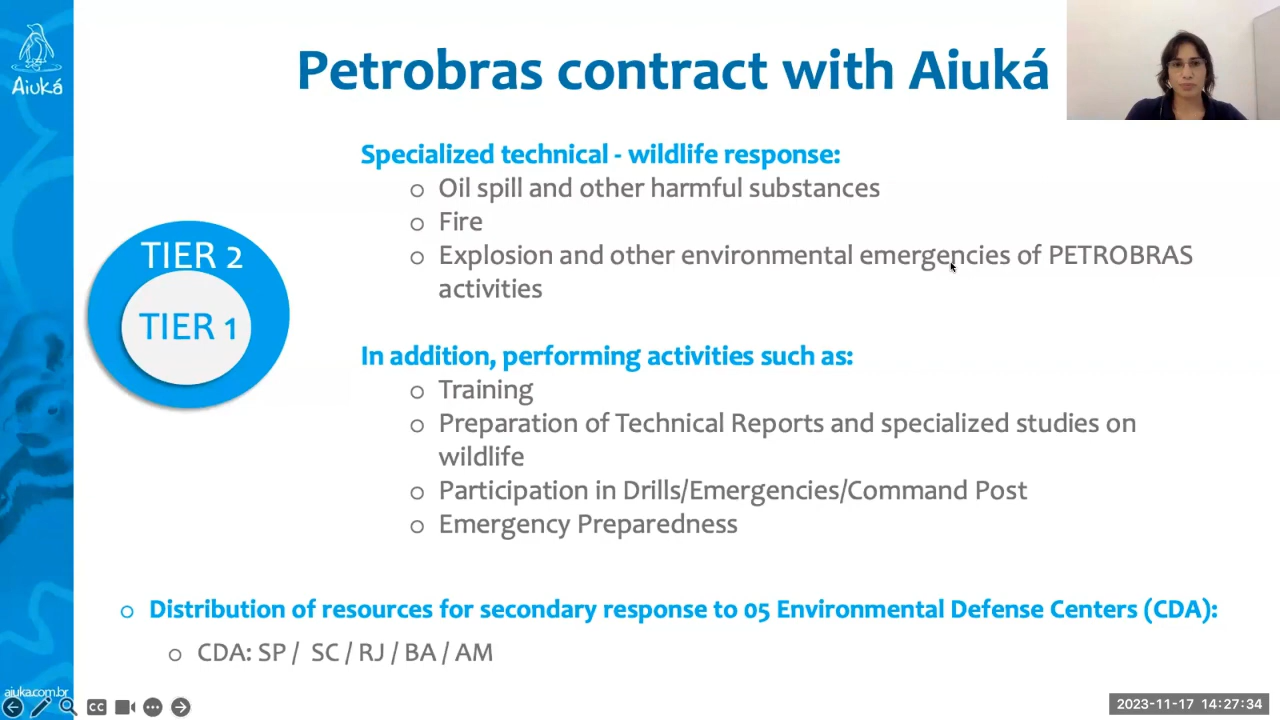 Aiuká
Petrobras contract with Aiuká
Specialized technical - wildlife response:
o Oil spill and other harmful substances
o Fire
o Explosion and other environmental emergencies of PETROBRAS
activities
TIER 2
TIER 1
In addition, performing activities such as:
o Training
o Preparation of Technical Reports and specialized studies on
wildlife
o Participation in Drills/Emergencies/Command Post
o Emergency Preparedness
o Distribution of resources for secondary response to 05 Environmental Defense Centers (CDA):
o CDA: SP / SC / RJ / BA / AM
aiuka.com.br
CC
2023-11-17 14:27:34